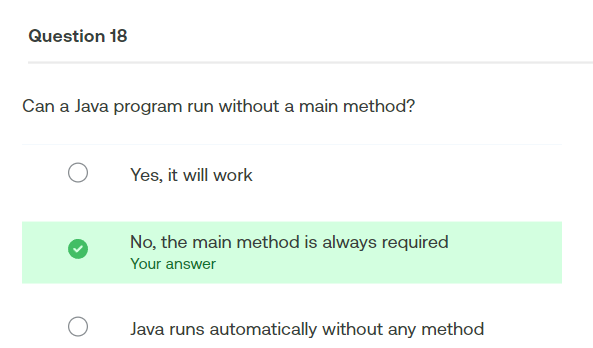 Question 18
Can a Java program run without a main method?
Yes, it will work
No, the main method is always required
Your answer
Java runs automatically without any method